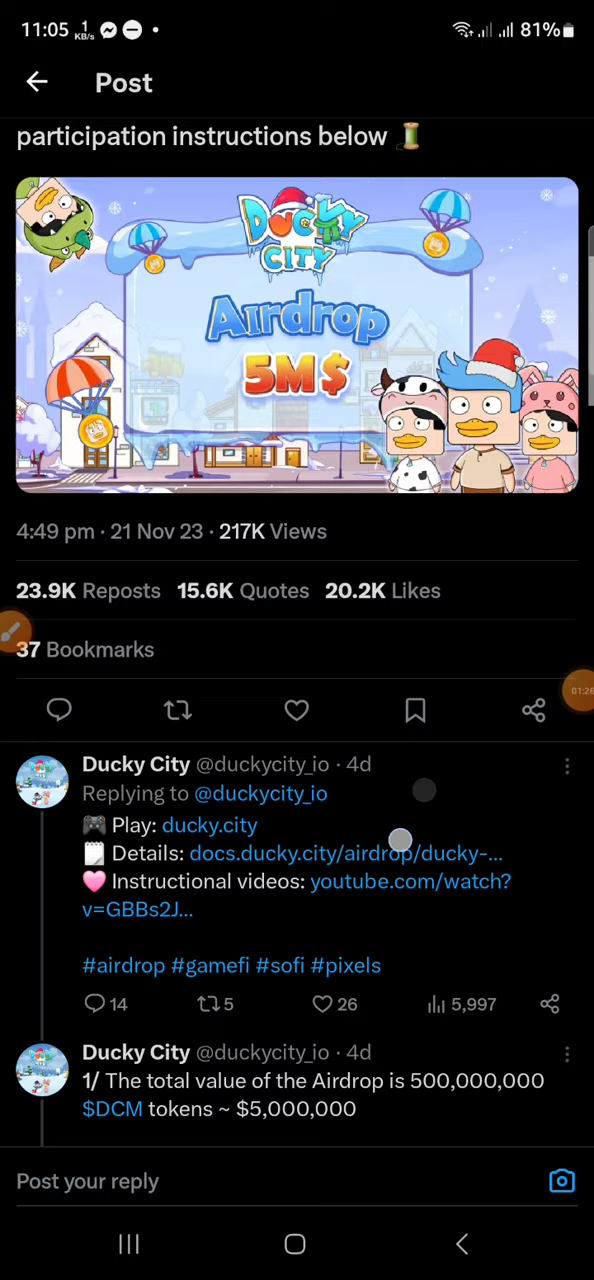 11:05 1 KB/s 81%
Post
participation instructions below
DUCKY
CITY
Airdrop
5M$
4:49 pm · 21 Nov 23 · 217K Views
23.9K Reposts 15.6K Quotes 20.2K Likes
37 Bookmarks
01:26
Ducky City @duckycity_io · 4d
Replying to @duckycity_io
🎮 Play: ducky.city
🗒️ Details: docs.ducky.city/airdrop/ducky-...
🩷 Instructional videos: youtube.com/watch?
v=GBBs2J...
#airdrop #gamefi #sofi #pixels
14 5 26 5,997
Ducky City @duckycity_io · 4d
1/ The total value of the Airdrop is 500,000,000
$DCM tokens ~ $5,000,000
Post your reply